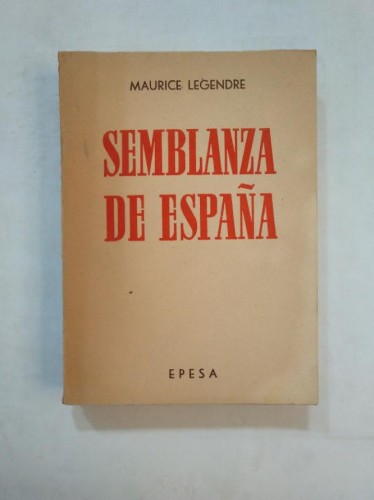 MAURICE LEGENDRE
SEMBLANZA
DE ESPAÑA
EPESA